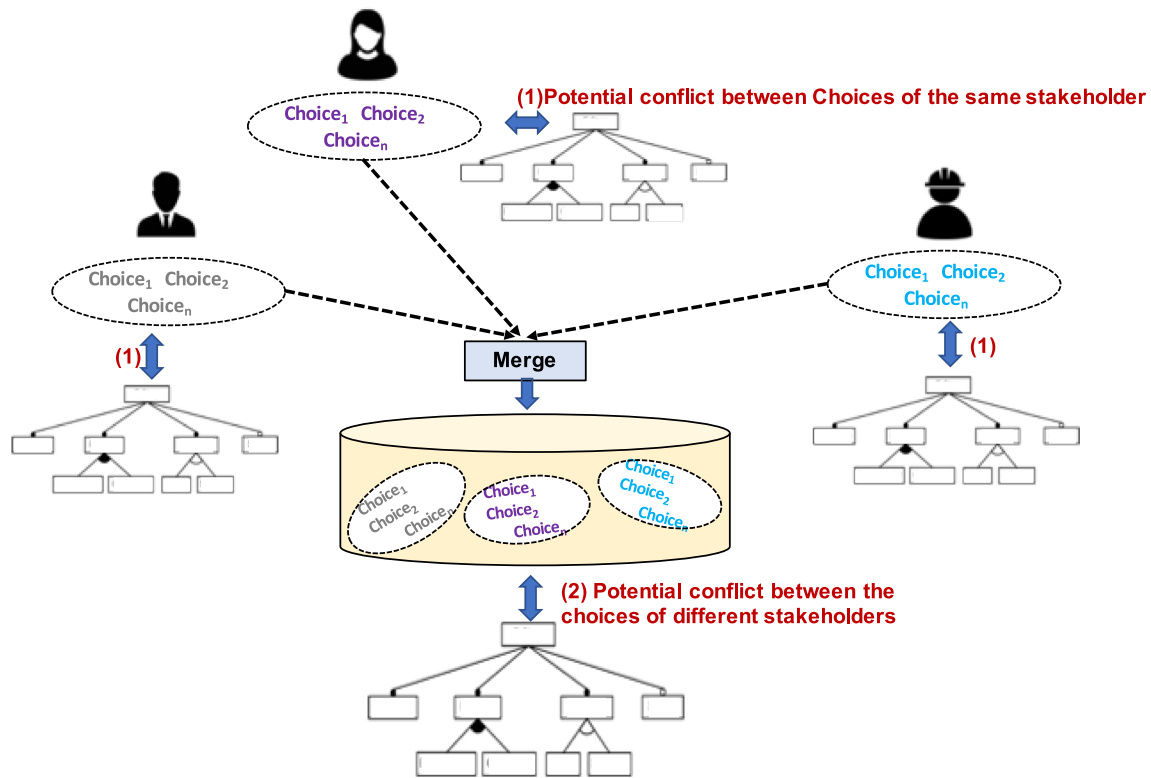 (1)Potential conflict between Choices of the same stakeholder
Choice₁ Choice₂
Choiceₙ
Choice₁ Choice₂
Choiceₙ
Choice₁ Choice₂
Choiceₙ
(1)
(1)
Merge
Choice₁
Choice₂
Choiceₙ
Choice₁
Choice₂
Choiceₙ
Choice₁
Choice₂
Choiceₙ
(2) Potential conflict between the
choices of different stakeholders